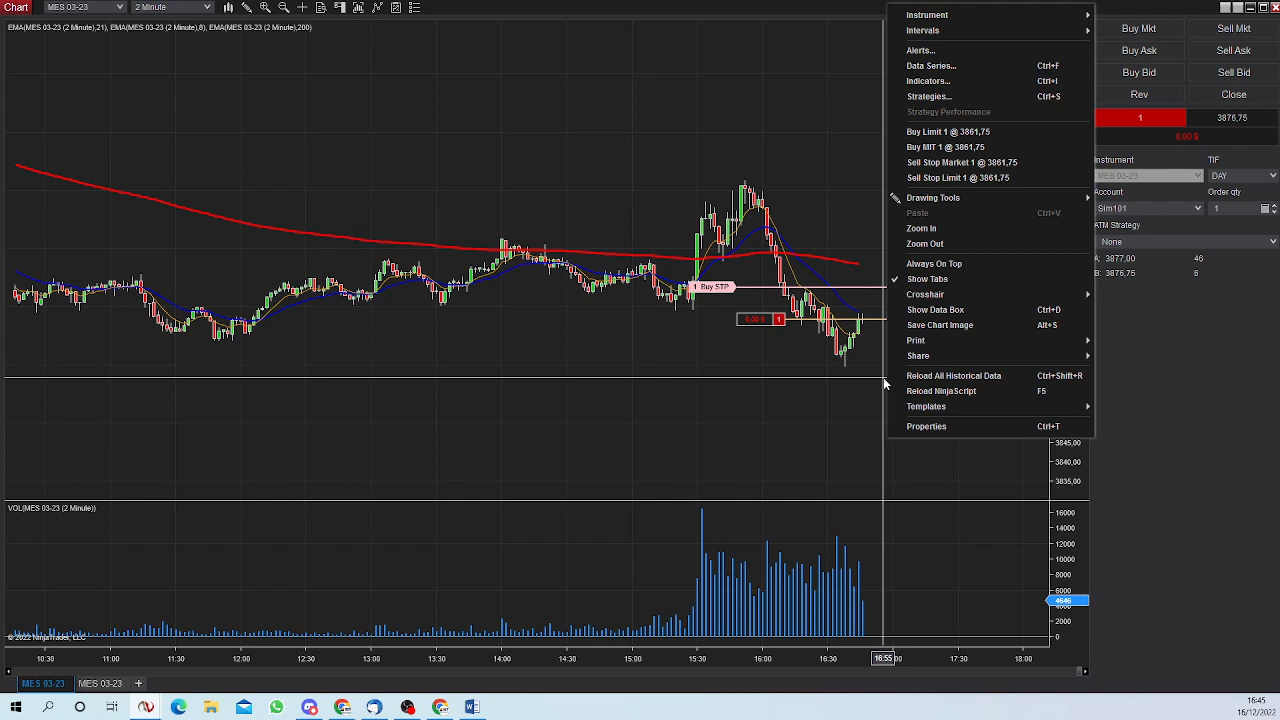 Chart MES 03-23 2 Minute
EMA(MES 03-23 (2 Minute),21), EMA(MES 03-23 (2 Minute),8), EMA(MES 03-23 (2 Minute),200)
1 Buy STP
0,00 $ 1
Instrument
Intervals
Alerts...
Data Series... Ctrl+F
Indicators... Ctrl+I
Strategies... Ctrl+S
Strategy Performance
Buy Limit 1 @ 3861,75
Buy MIT 1 @ 3861,75
Sell Stop Market 1 @ 3861,75
Sell Stop Limit 1 @ 3861,75
Drawing Tools
Paste Ctrl+V
Zoom In
Zoom Out
Always On Top
Show Tabs
Crosshair
Show Data Box Ctrl+D
Save Chart Image Alt+S
Print
Share
Reload All Historical Data Ctrl+Shift+R
Reload NinjaScript F5
Templates
Properties Ctrl+T
Buy Mkt Sell Mkt
Buy Ask Sell Ask
Buy Bid Sell Bid
Rev Close
1 3876,75
0,00 $
Instrument TIF
MES 03-23 DAY
Account Order qty
Sim101 1
ATM Strategy
None
A: 3877,00 46
B: 3876,75
3845,00
3840,00
3835,00
VOL(MES 03-23 (2 Minute))
16000
14000
12000
10000
8000
6000
4646
4000
2000
0
© 2022 NinjaTrader, LLC
10:30 11:00 11:30 12:00 12:30 13:00 13:30 14:00 14:30 15:00 15:30 16:00 16:30 16:55 17:30 18:00
MES 03-23 MES 03-23 +
16:45
16/12/2022